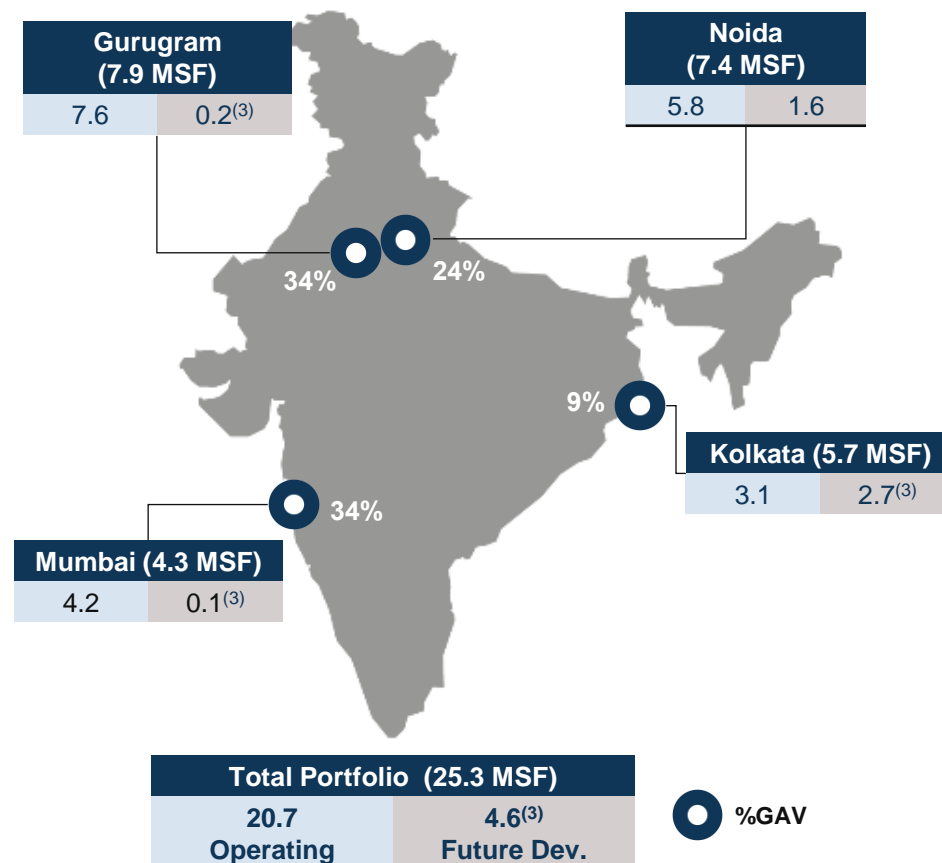 Gurugram
(7.9 MSF)
7.6 0.2(3)
Noida
(7.4 MSF)
5.8 1.6
34%
24%
9%
Kolkata (5.7 MSF)
3.1 2.7(3)
34%
Mumbai (4.3 MSF)
4.2 0.1(3)
Total Portfolio (25.3 MSF)
20.7 4.6(3)
Operating Future Dev.
%GAV